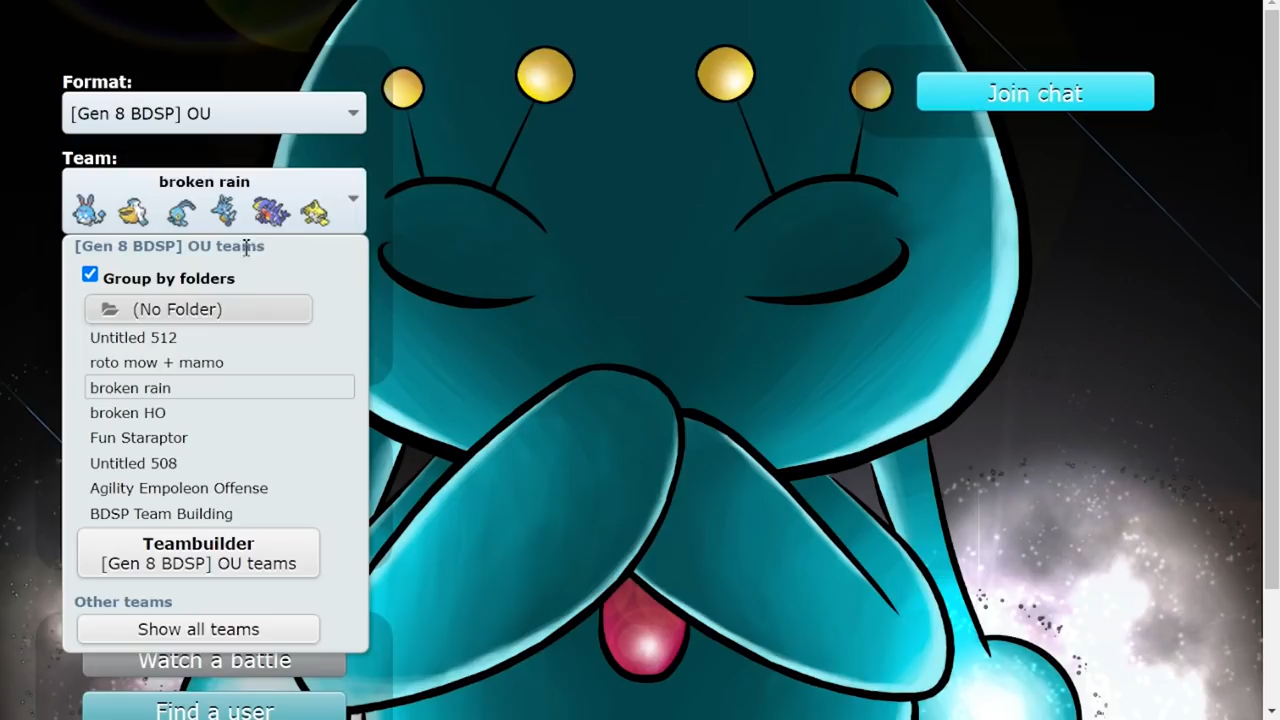 Format:
[Gen 8 BDSP] OU
Join chat
Team:
broken rain
[Gen 8 BDSP] OU teams
Group by folders
(No Folder)
Untitled 512
roto mow + mamo
broken rain
broken HO
Fun Staraptor
Untitled 508
Agility Empoleon Offense
BDSP Team Building
Teambuilder
[Gen 8 BDSP] OU teams
Other teams
Show all teams
Watch a battle
Find a user